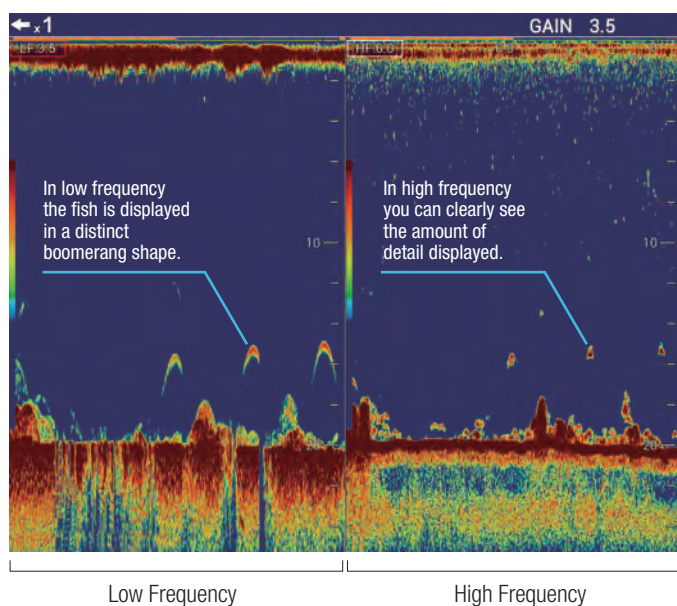 x1
GAIN 3.5
LF:3.5
0
HF:6.0
In low frequency
the fish is displayed
in a distinct
boomerang shape.
In high frequency
you can clearly see
the amount of
detail displayed.
10
10
20
Low Frequency
High Frequency